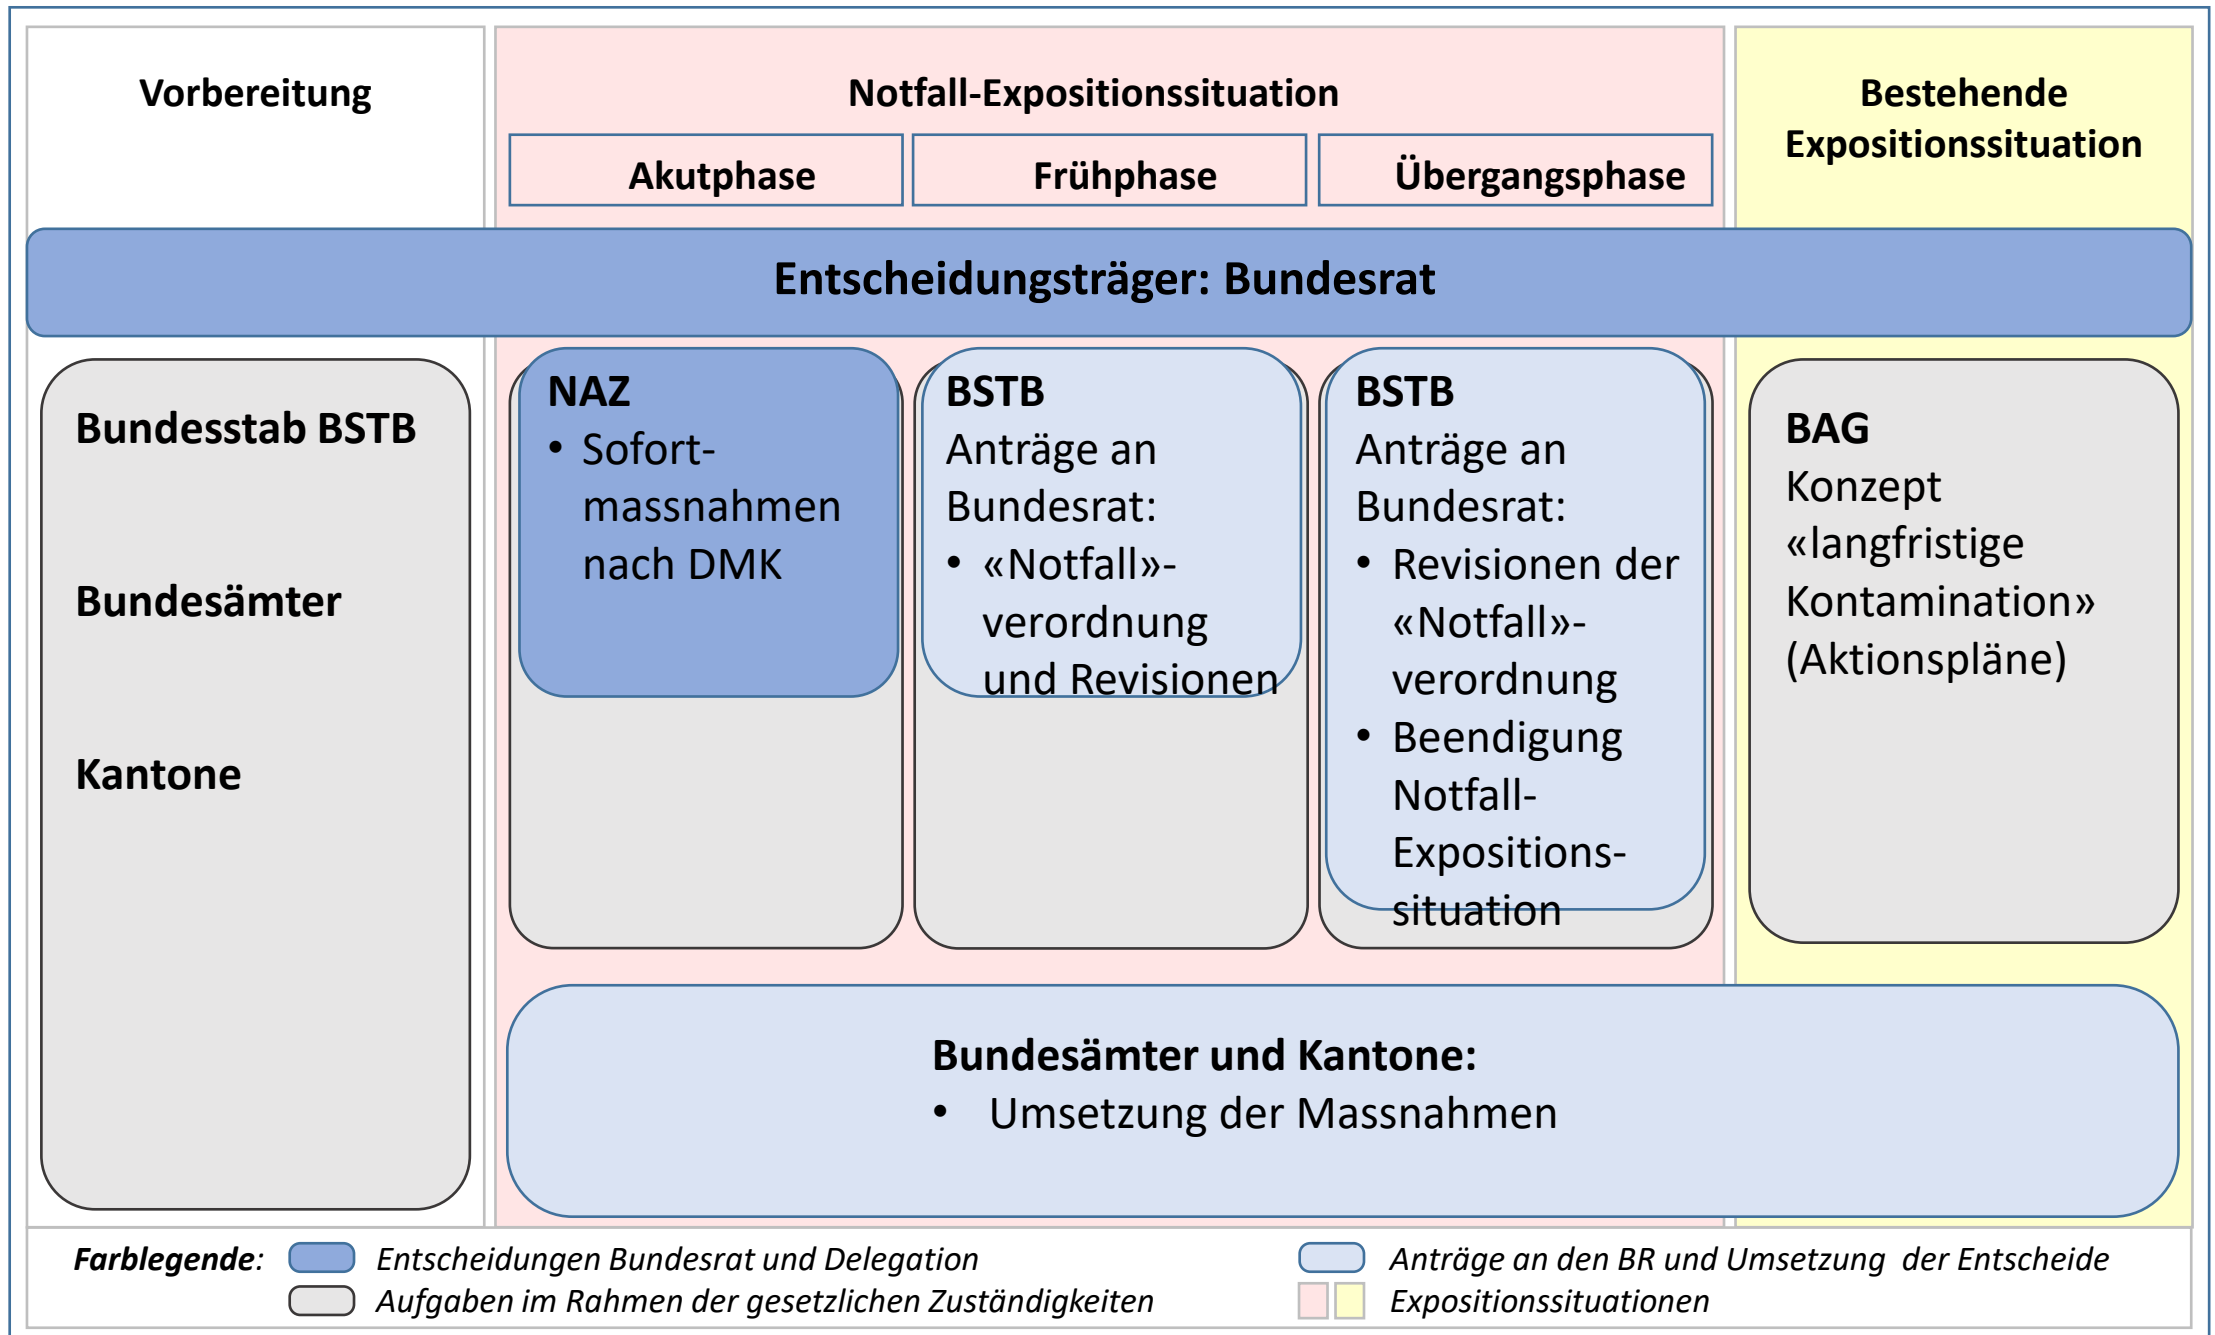 Vorbereitung
Notfall-Expositionssituation
Bestehende
Expositionssituation
Akutphase
Frühphase
Übergangsphase
Entscheidungsträger: Bundesrat
Bundesstab BSTB
Bundesämter
Kantone
NAZ
• Sofort-
massnahmen
nach DMK
BSTB
Anträge an
Bundesrat:
• «Notfall»-
verordnung
und Revisionen
BSTB
Anträge an
Bundesrat:
• Revisionen der
«Notfall»-
verordnung
• Beendigung
Notfall-
Expositions-
situation
BAG
Konzept
«langfristige
Kontamination»
(Aktionspläne)
Bundesämter und Kantone:
• Umsetzung der Massnahmen
Farblegende:
Entscheidungen Bundesrat und Delegation
Anträge an den BR und Umsetzung der Entscheide
Aufgaben im Rahmen der gesetzlichen Zuständigkeiten
Expositionssituationen